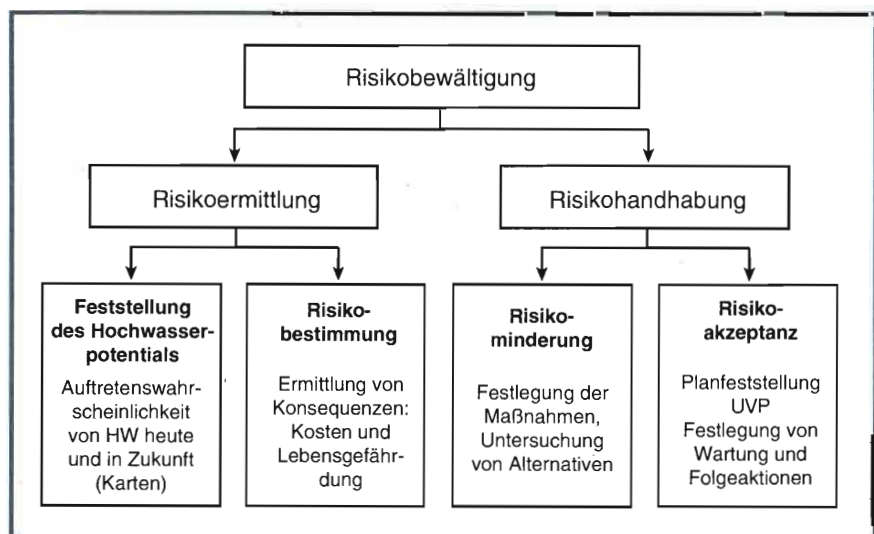 Risikobewältigung
Risikoermittlung
Risikohandhabung
Feststellung
des Hochwasser-
potentials
Auftretenswahr-
scheinlichkeit
von HW heute
und in Zukunft
(Karten)
Risiko-
bestimmung
Ermittlung von
Konsequenzen:
Kosten und
Lebensgefähr-
dung
Risiko-
minderung
Festlegung der
Maßnahmen,
Untersuchung
von Alternativen
Risiko-
akzeptanz
Planfeststellung
UVP
Festlegung von
Wartung und
Folgeaktionen